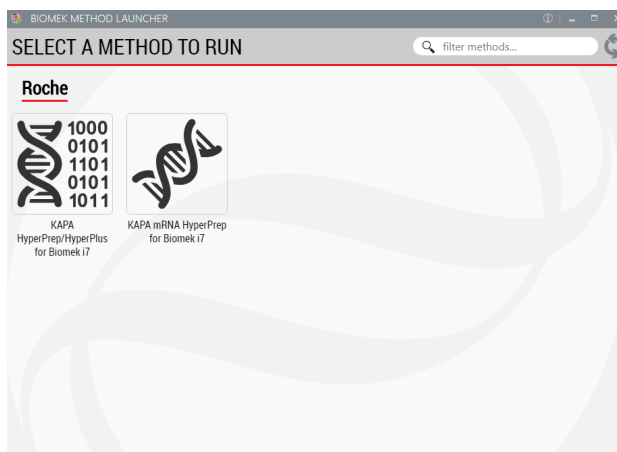 BIOMEK METHOD LAUNCHER
SELECT A METHOD TO RUN
filter methods...
Roche
1000
0101
1101
0101
1011
KAPA
HyperPrep/HyperPlus
for Biomek i7
KAPA mRNA HyperPrep
for Biomek i7